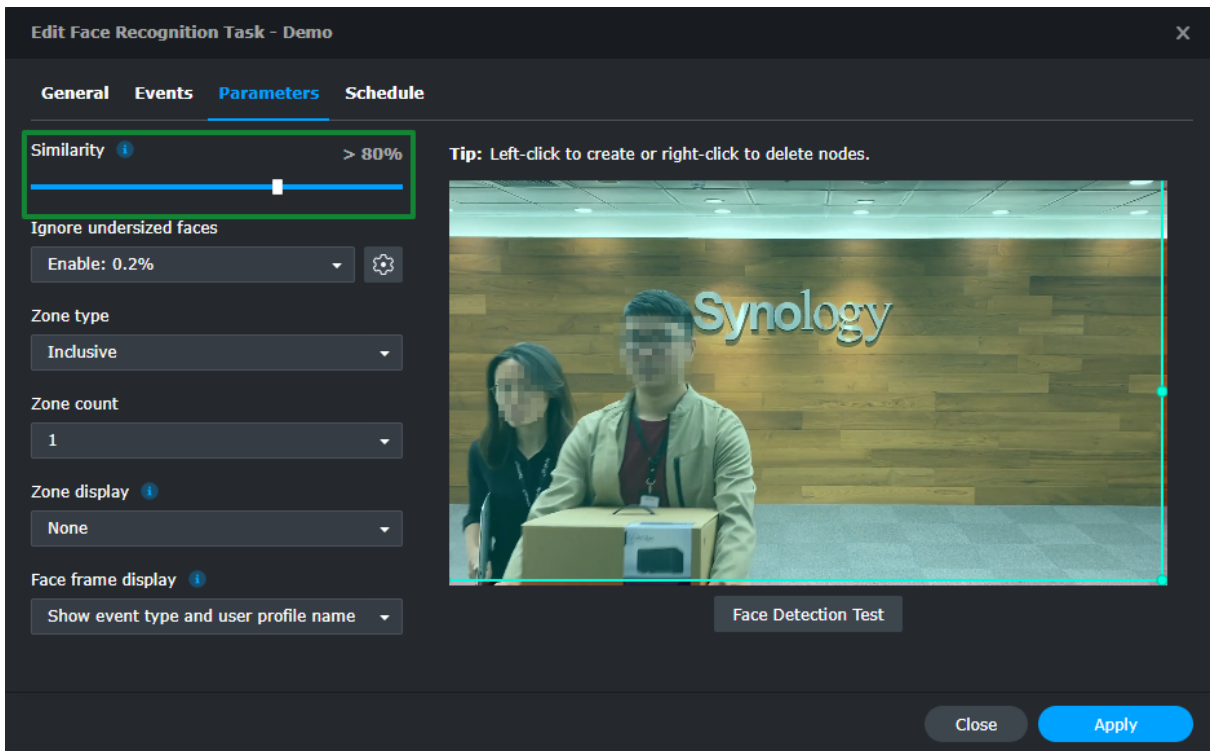 Edit Face Recognition Task - Demo
General Events Parameters Schedule
Similarity
> 80%
Tip: Left-click to create or right-click to delete nodes.
Ignore undersized faces
Enable: 0.2%
Zone type
Inclusive
Zone count
1
Zone display
None
Face frame display
Show event type and user profile name
Synology
Face Detection Test
Close
Apply